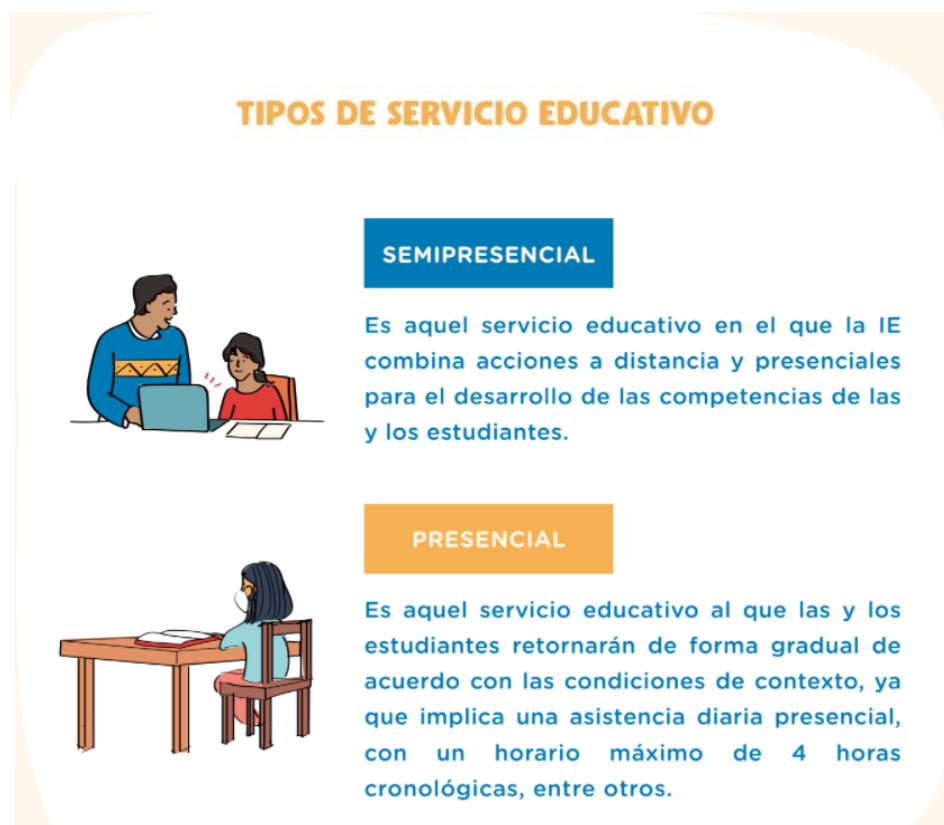 TIPOS DE SERVICIO EDUCATIVO
SEMIPRESENCIAL
Es aquel servicio educativo en el que la IE
combina acciones a distancia y presenciales
para el desarrollo de las competencias de las
y los estudiantes.
PRESENCIAL
Es aquel servicio educativo al que las y los
estudiantes retornarán de forma gradual de
acuerdo con las condiciones de contexto, ya
que implica una asistencia diaria presencial,
con un horario máximo de 4 horas
cronológicas, entre otros.